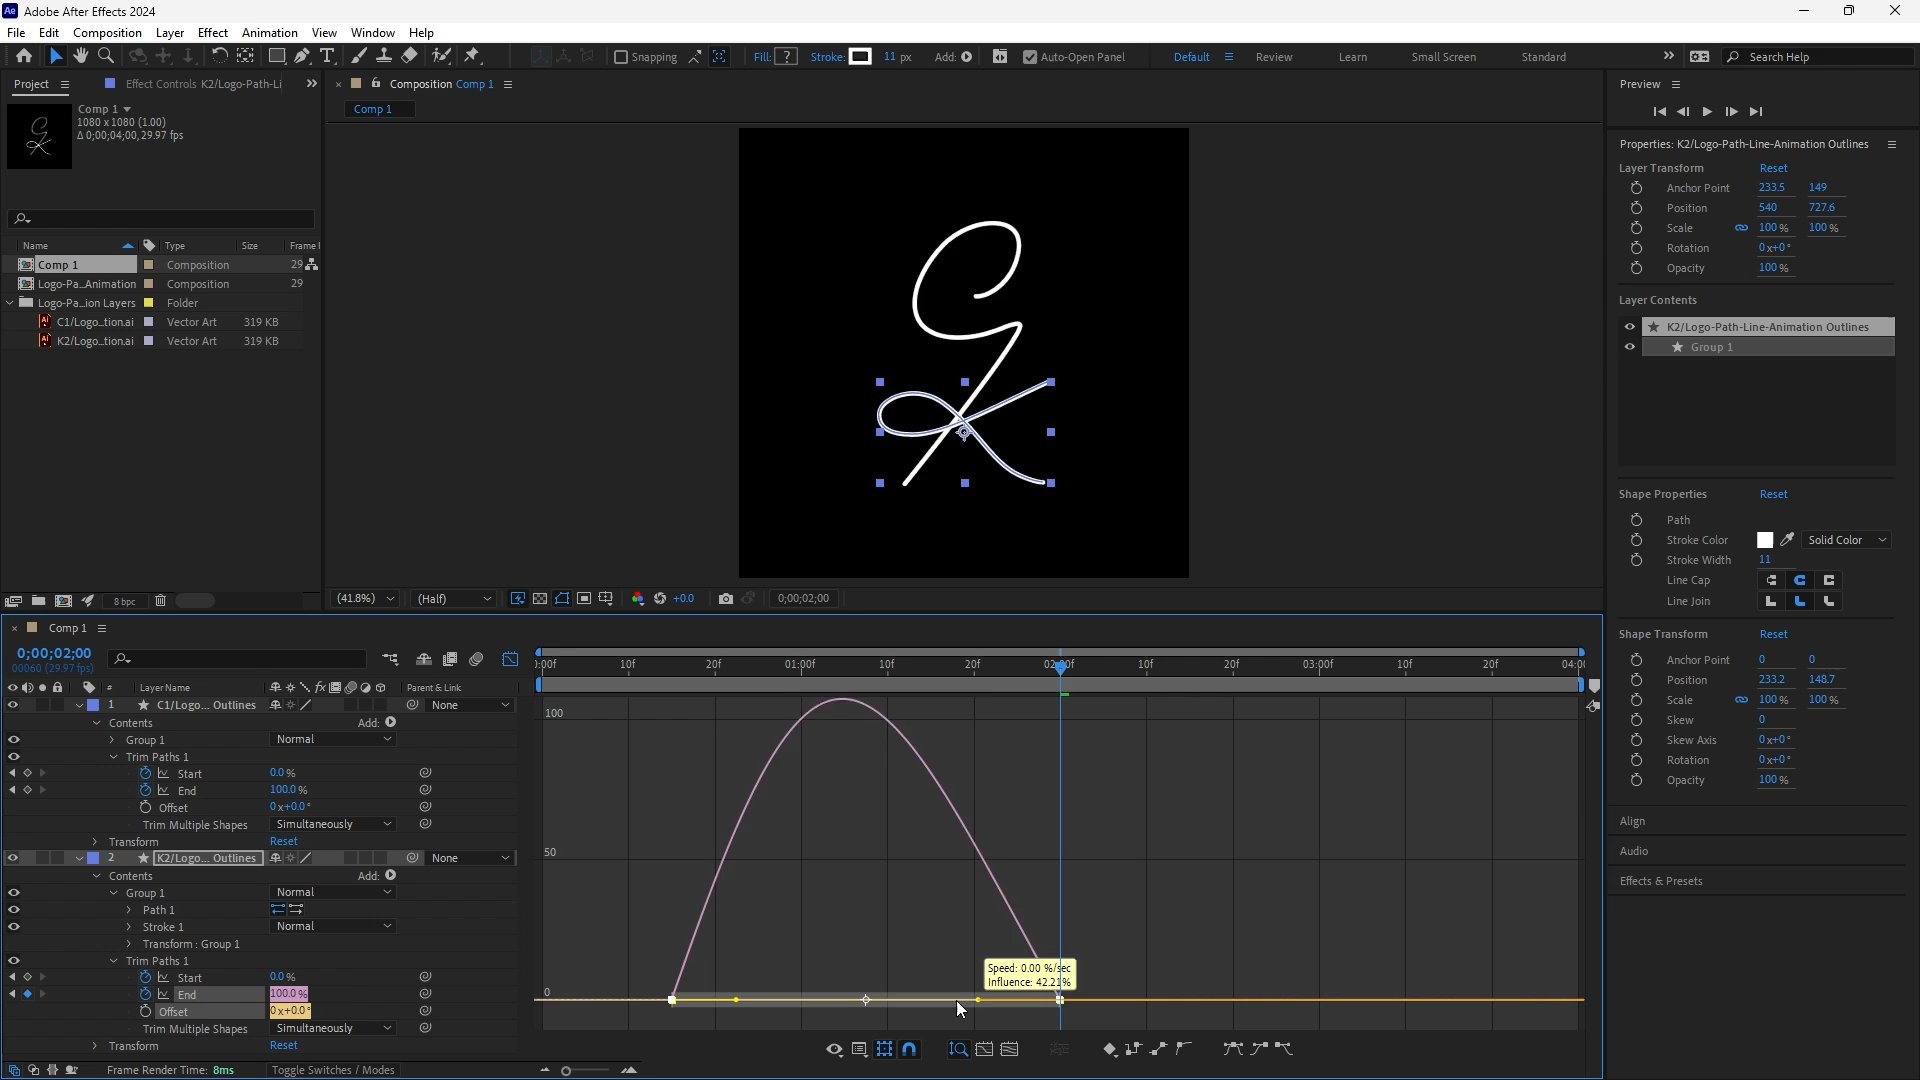 Adobe After Effects 2024
File Edit Composition Layer Effect Animation View Window Help
Snapping Fill: ? Stroke: 11 px Add: Auto-Open Panel Default Review Learn Small Screen Standard Search Help
Project Effect Controls K2/Logo-Path-Li
Comp 1
1080 x 1080 (1.00)
Δ 0;00;04;00, 29.97 fps
Name Type Size Frame
Comp 1 Composition 29
Logo-Pa...Animation Composition 29
Logo-Pa...ion Layers Folder
C1/Logo...tion.ai Vector Art 319 KB
K2/Logo...tion.ai Vector Art 319 KB
8 bpc
Composition Comp 1
Comp 1
(41.8%) (Half) +0.0 0;00;02;00
Preview
Properties: K2/Logo-Path-Line-Animation Outlines
Layer Transform Reset
Anchor Point 233.5 149
Position 540 727.6
Scale 100 % 100 %
Rotation 0x+0°
Opacity 100 %
Layer Contents
K2/Logo-Path-Line-Animation Outlines
Group 1
Shape Properties Reset
Path
Stroke Color Solid Color
Stroke Width 11
Line Cap
Line Join
Shape Transform Reset
Anchor Point 0 0
Position 233.2 148.7
Scale 100 % 100 %
Skew 0
Skew Axis 0x+0°
Rotation 0x+0°
Opacity 100 %
Align
Audio
Effects & Presets
Comp 1
0;00;02;00
00060 (29.97 fps)
# Layer Name fx Parent & Link
1 C1/Logo... Outlines None
Contents Add:
Group 1 Normal
Trim Paths 1
Start 0.0 %
End 100.0 %
Offset 0x+0.0°
Trim Multiple Shapes Simultaneously
Transform Reset
2 K2/Logo... Outlines None
Contents Add:
Group 1 Normal
Path 1
Stroke 1 Normal
Transform : Group 1
Trim Paths 1
Start 0.0 %
End 100.0 %
Offset 0x+0.0°
Trim Multiple Shapes Simultaneously
Transform Reset
Frame Render Time: 8ms Toggle Switches / Modes
:00f 10f 20f 01:00f 10f 20f 02:00f 10f 20f 03:00f 10f 20f 04:00
100
50
0
Speed: 0.00 %/sec
Influence: 42.21%